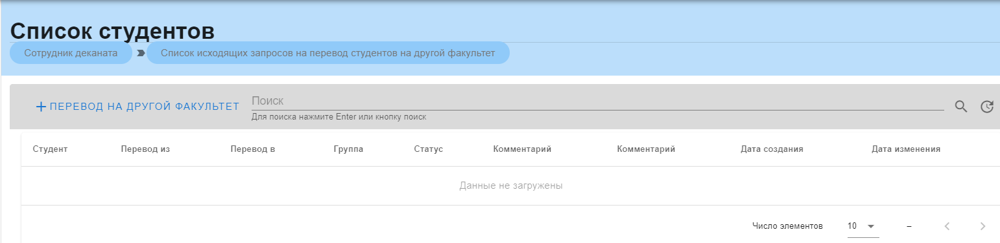 Список студентов
Сотрудник деканата Список исходящих запросов на перевод студентов на другой факультет
ПЕРЕВОД НА ДРУГОЙ ФАКУЛЬТЕТ Поиск
Для поиска нажмите Enter или кнопку поиск
Студент Перевод из Перевод в Группа Статус Комментарий Комментарий Дата создания Дата изменения
Данные не загружены
Число элементов 10 –